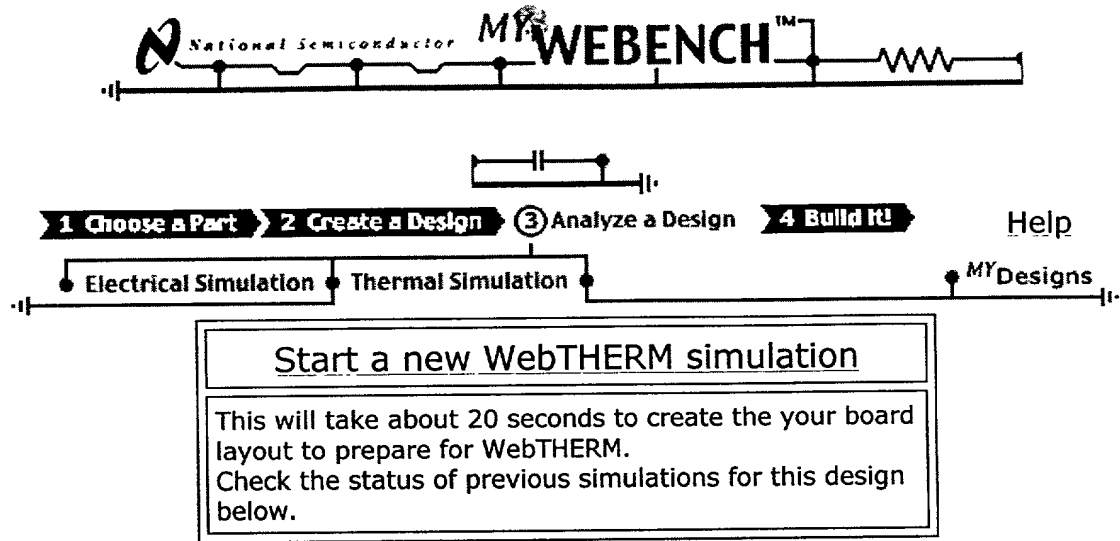 National Semiconductor MY WEBENCH™
1 Choose a Part 2 Create a Design 3 Analyze a Design 4 Build It! Help
Electrical Simulation Thermal Simulation MY Designs
Start a new WebTHERM simulation
This will take about 20 seconds to create the your board
layout to prepare for WebTHERM.
Check the status of previous simulations for this design
below.